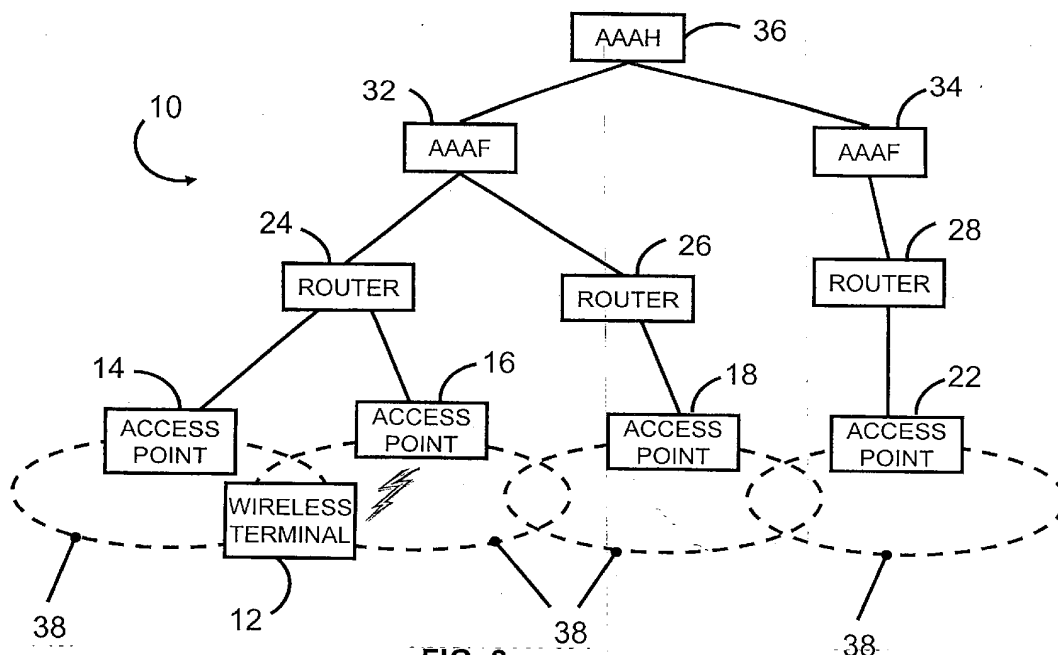 AAAH
36
32
34
10
AAAF
AAAF
24
26
28
ROUTER
ROUTER
ROUTER
14
16
18
22
ACCESS
POINT
ACCESS
POINT
ACCESS
POINT
ACCESS
POINT
WIRELESS
TERMINAL
38
12
38
38